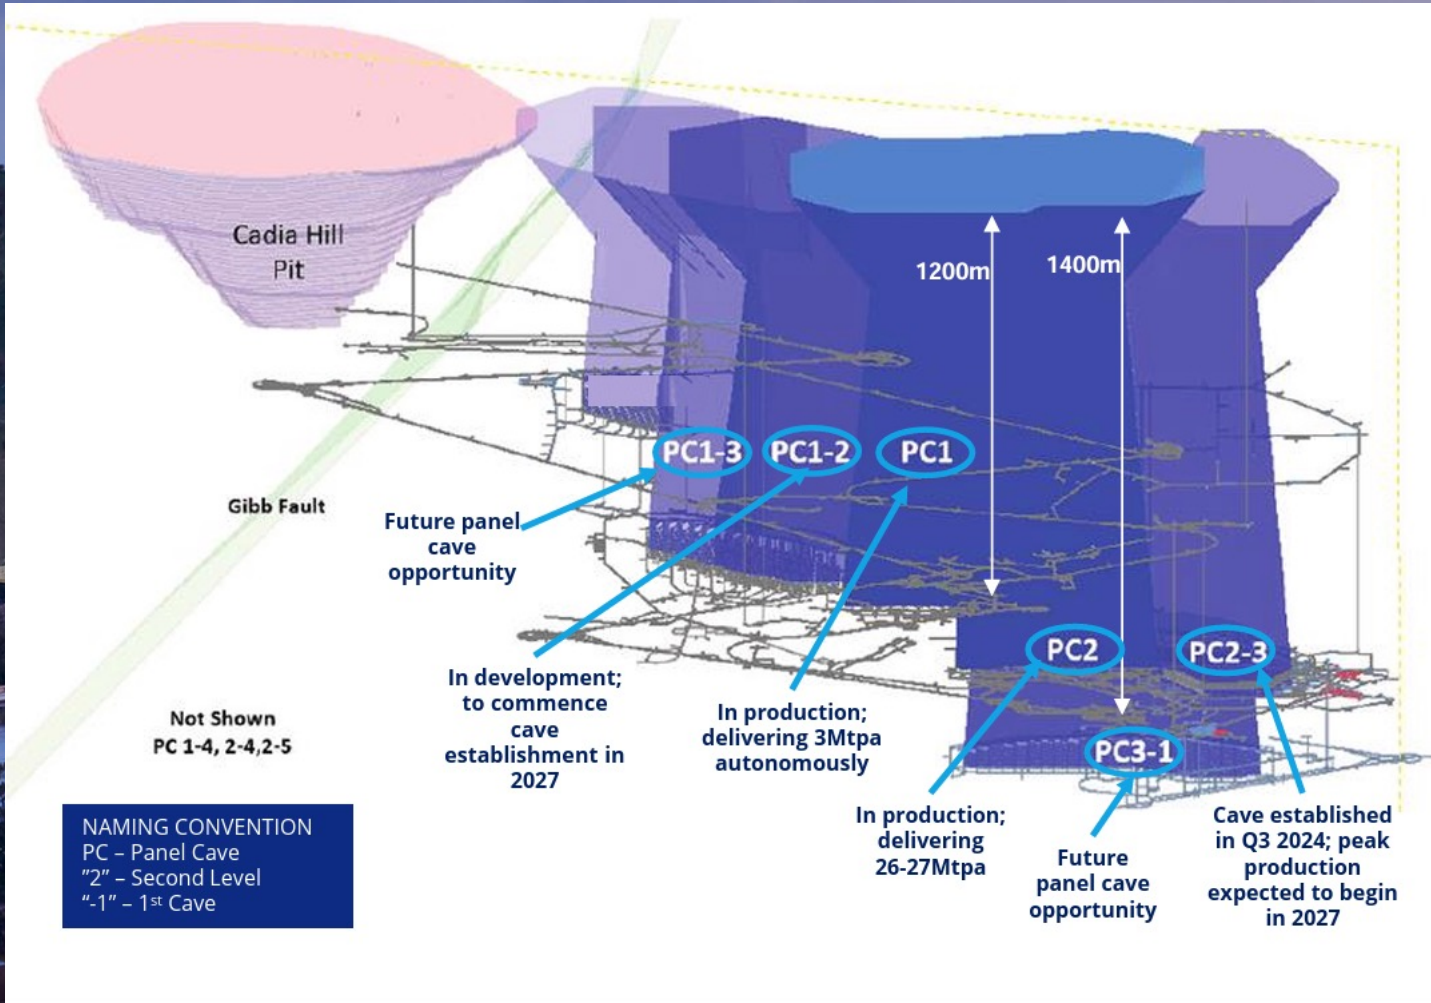 Cadia Hill
Pit
1200m
1400m
PC1-3
PC1-2
PC1
Gibb Fault
Future panel
cave
opportunity
PC2
PC2-3
In development;
to commence
cave
establishment in
2027
In production;
delivering 3Mtpa
autonomously
Not Shown
PC 1-4, 2-4,2-5
PC3-1
In production;
delivering
26-27Mtpa
Future
panel cave
opportunity
Cave established
in Q3 2024; peak
production
expected to begin
in 2027
NAMING CONVENTION
PC – Panel Cave
”2” – Second Level
“-1” – 1st Cave